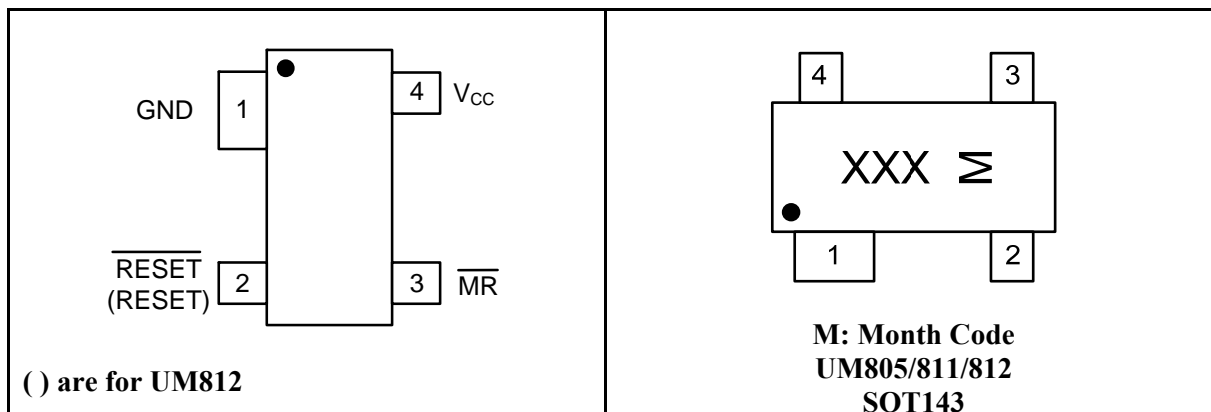 GND
1
4
VCC
RESET
(RESET)
2
3
MR
( ) are for UM812
4
3
XXX M
1
2
M: Month Code
UM805/811/812
SOT143